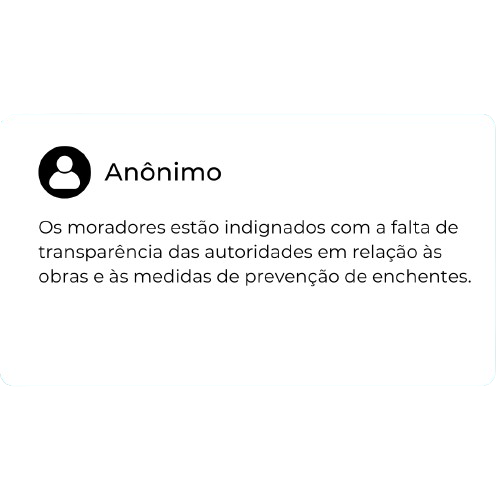 Anônimo
Os moradores estão indignados com a falta de
transparência das autoridades em relação às
obras e às medidas de prevenção de enchentes.